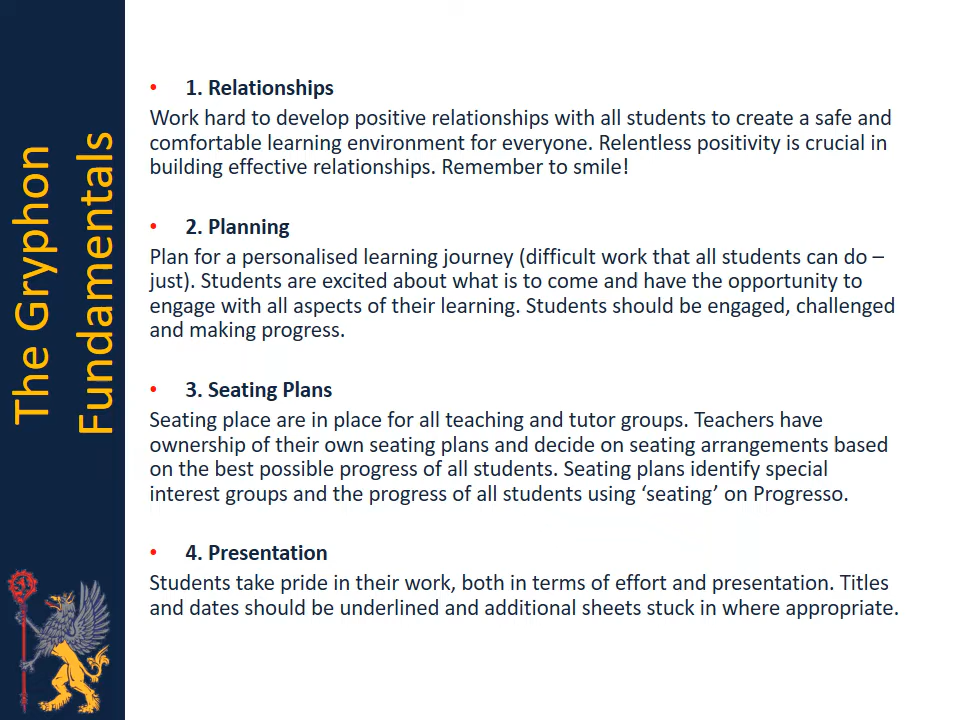 The Gryphon
Fundamentals
• 1. Relationships
Work hard to develop positive relationships with all students to create a safe and
comfortable learning environment for everyone. Relentless positivity is crucial in
building effective relationships. Remember to smile!
• 2. Planning
Plan for a personalised learning journey (difficult work that all students can do –
just). Students are excited about what is to come and have the opportunity to
engage with all aspects of their learning. Students should be engaged, challenged
and making progress.
• 3. Seating Plans
Seating place are in place for all teaching and tutor groups. Teachers have
ownership of their own seating plans and decide on seating arrangements based
on the best possible progress of all students. Seating plans identify special
interest groups and the progress of all students using ‘seating’ on Progresso.
• 4. Presentation
Students take pride in their work, both in terms of effort and presentation. Titles
and dates should be underlined and additional sheets stuck in where appropriate.